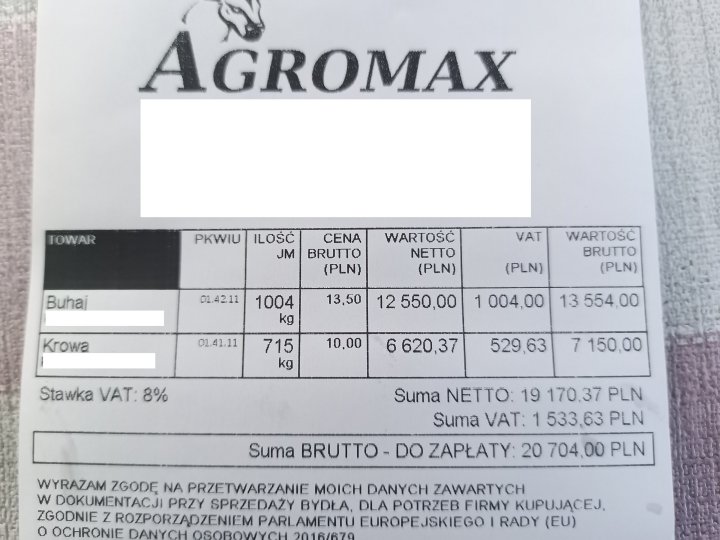 AGROMAX
TOWAR PKWIU ILOŚĆ JM CENA BRUTTO (PLN) WARTOŚĆ NETTO (PLN) VAT (PLN) WARTOŚĆ BRUTTO (PLN)
Buhaj 01.42.11 1004 kg 13,50 12 550,00 1 004,00 13 554,00
Krowa 01.41.11 715 kg 10,00 6 620,37 529,63 7 150,00
Stawka VAT: 8% Suma NETTO: 19 170,37 PLN
Suma VAT: 1 533,63 PLN
Suma BRUTTO - DO ZAPŁATY: 20 704,00 PLN
WYRAZAM ZGODĘ NA PRZETWARZANIE MOICH DANYCH ZAWARTYCH
W DOKUMENTACJI PRZY SPRZEDAŻY BYDŁA, DLA POTRZEB FIRMY KUPUJĄCEJ,
ZGODNIE Z ROZPORZĄDZENIEM PARLAMENTU EUROPEJSKIEGO I RADY (EU)
O OCHRONIE DANYCH OSOBOWYCH 2016/679